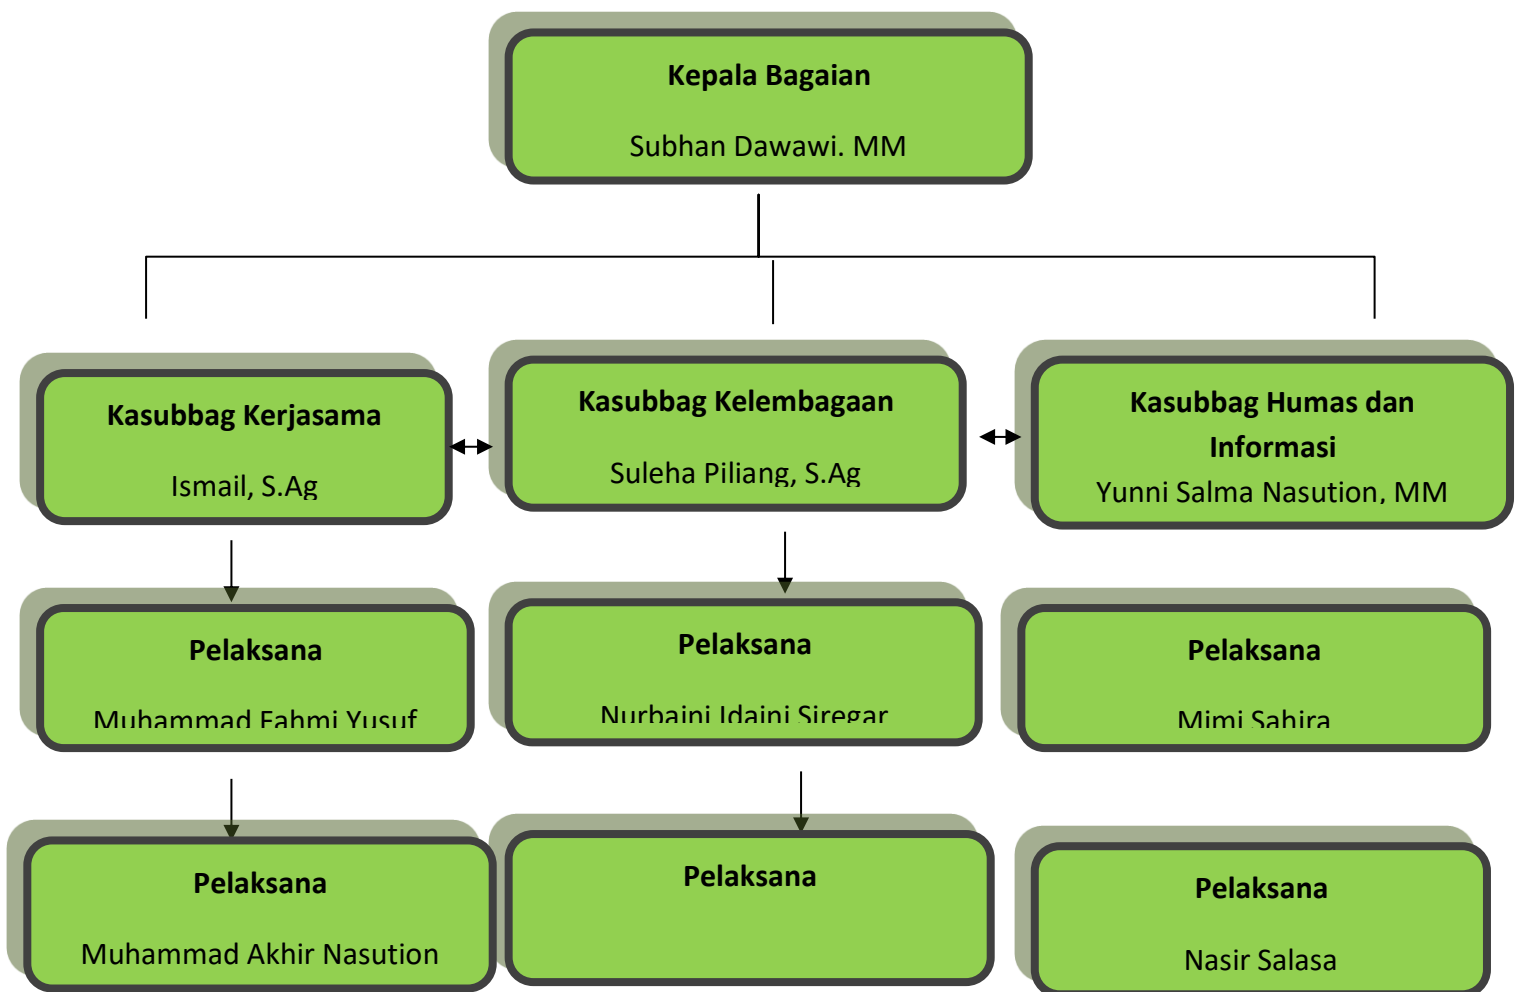 Kepala Bagaian
Subhan Dawawi. MM
Kasubbag Kerjasama
Ismail, S.Ag
Kasubbag Kelembagaan
Suleha Piliang, S.Ag
Kasubbag Humas dan
Informasi
Yunni Salma Nasution, MM
Pelaksana
Muhammad Fahmi Yusuf
Pelaksana
Nurbaini Idaini Siregar
Pelaksana
Mimi Sahira
Pelaksana
Muhammad Akhir Nasution
Pelaksana
Pelaksana
Nasir Salasa